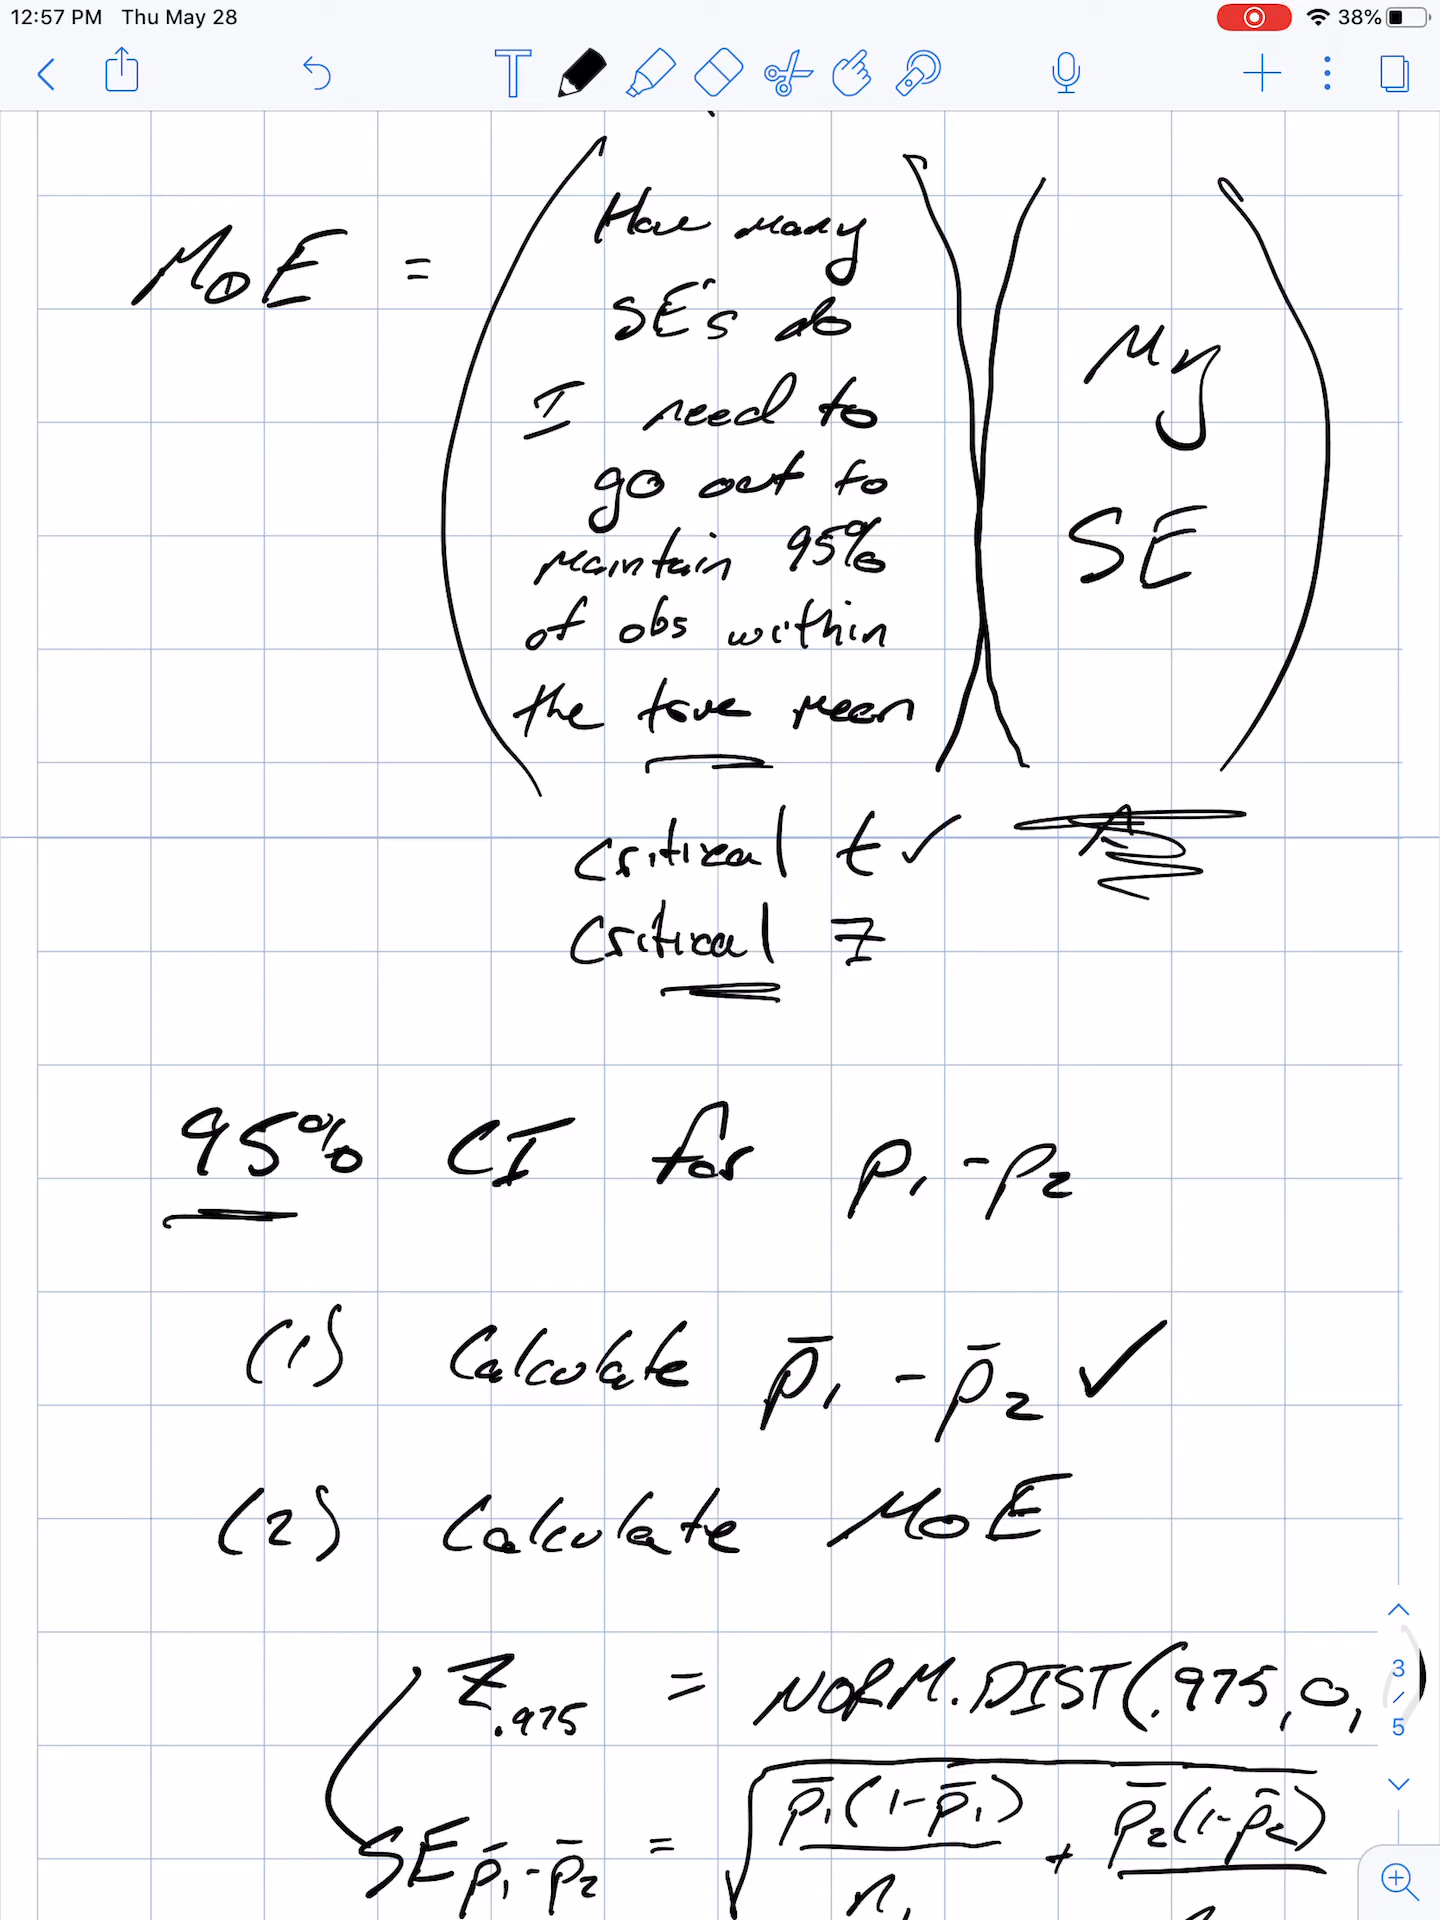 12:57 PM Thu May 28
38%
MoE = (How many
SE's do
I need to
go out to
maintain 95%
of obs within
the true mean) (My
SE)
critical t ✓
critical Z
95% CI for p₁ - p₂
(1) Calculate p̄₁ - p̄₂ ✓
(2) Calculate MoE
Z.975 = NORM.DIST(.975, 0,
SE p̄₁ - p̄₂ = √ p̄₁(1-p̄₁) / n₁ + p̄₂(1-p̄₂)
3
/
5